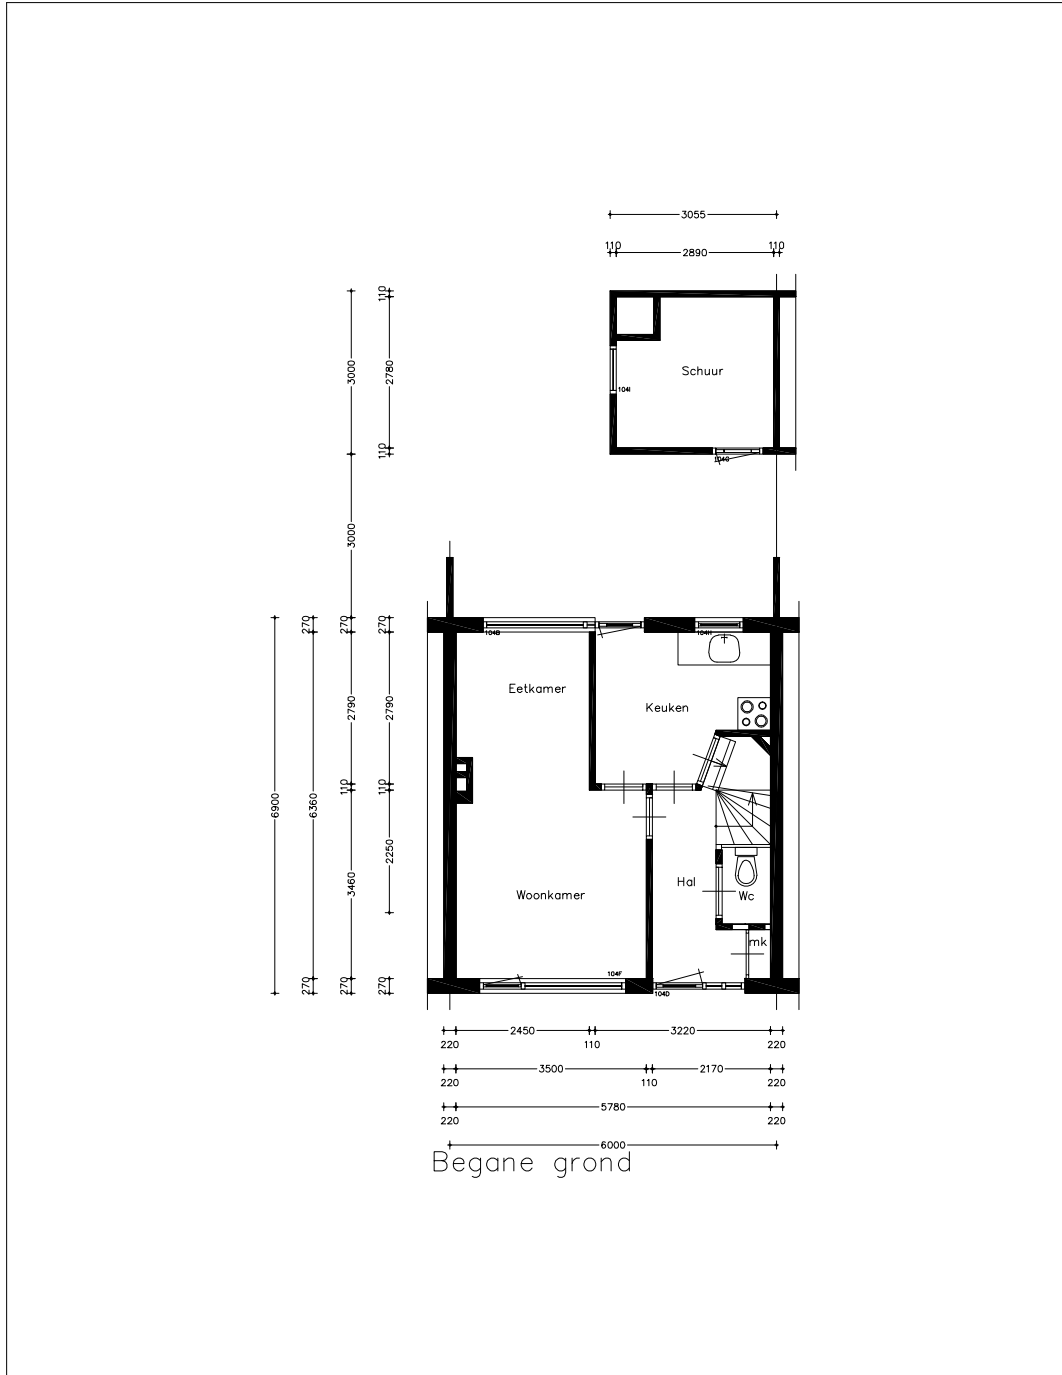 3055
110 2890 110
110
3000
2780
Schuur
104I
110
104G
3000
270 270 270
104B
104H
Eetkamer
Keuken
2790 2790
6900
6360
110 110
2250
3460
Hal
Woonkamer
Wc
mk
104F
104D
270 270 270
2450 3220
220 110 220
3500 2170
220 110 220
5780
220 220
6000
Begane grond